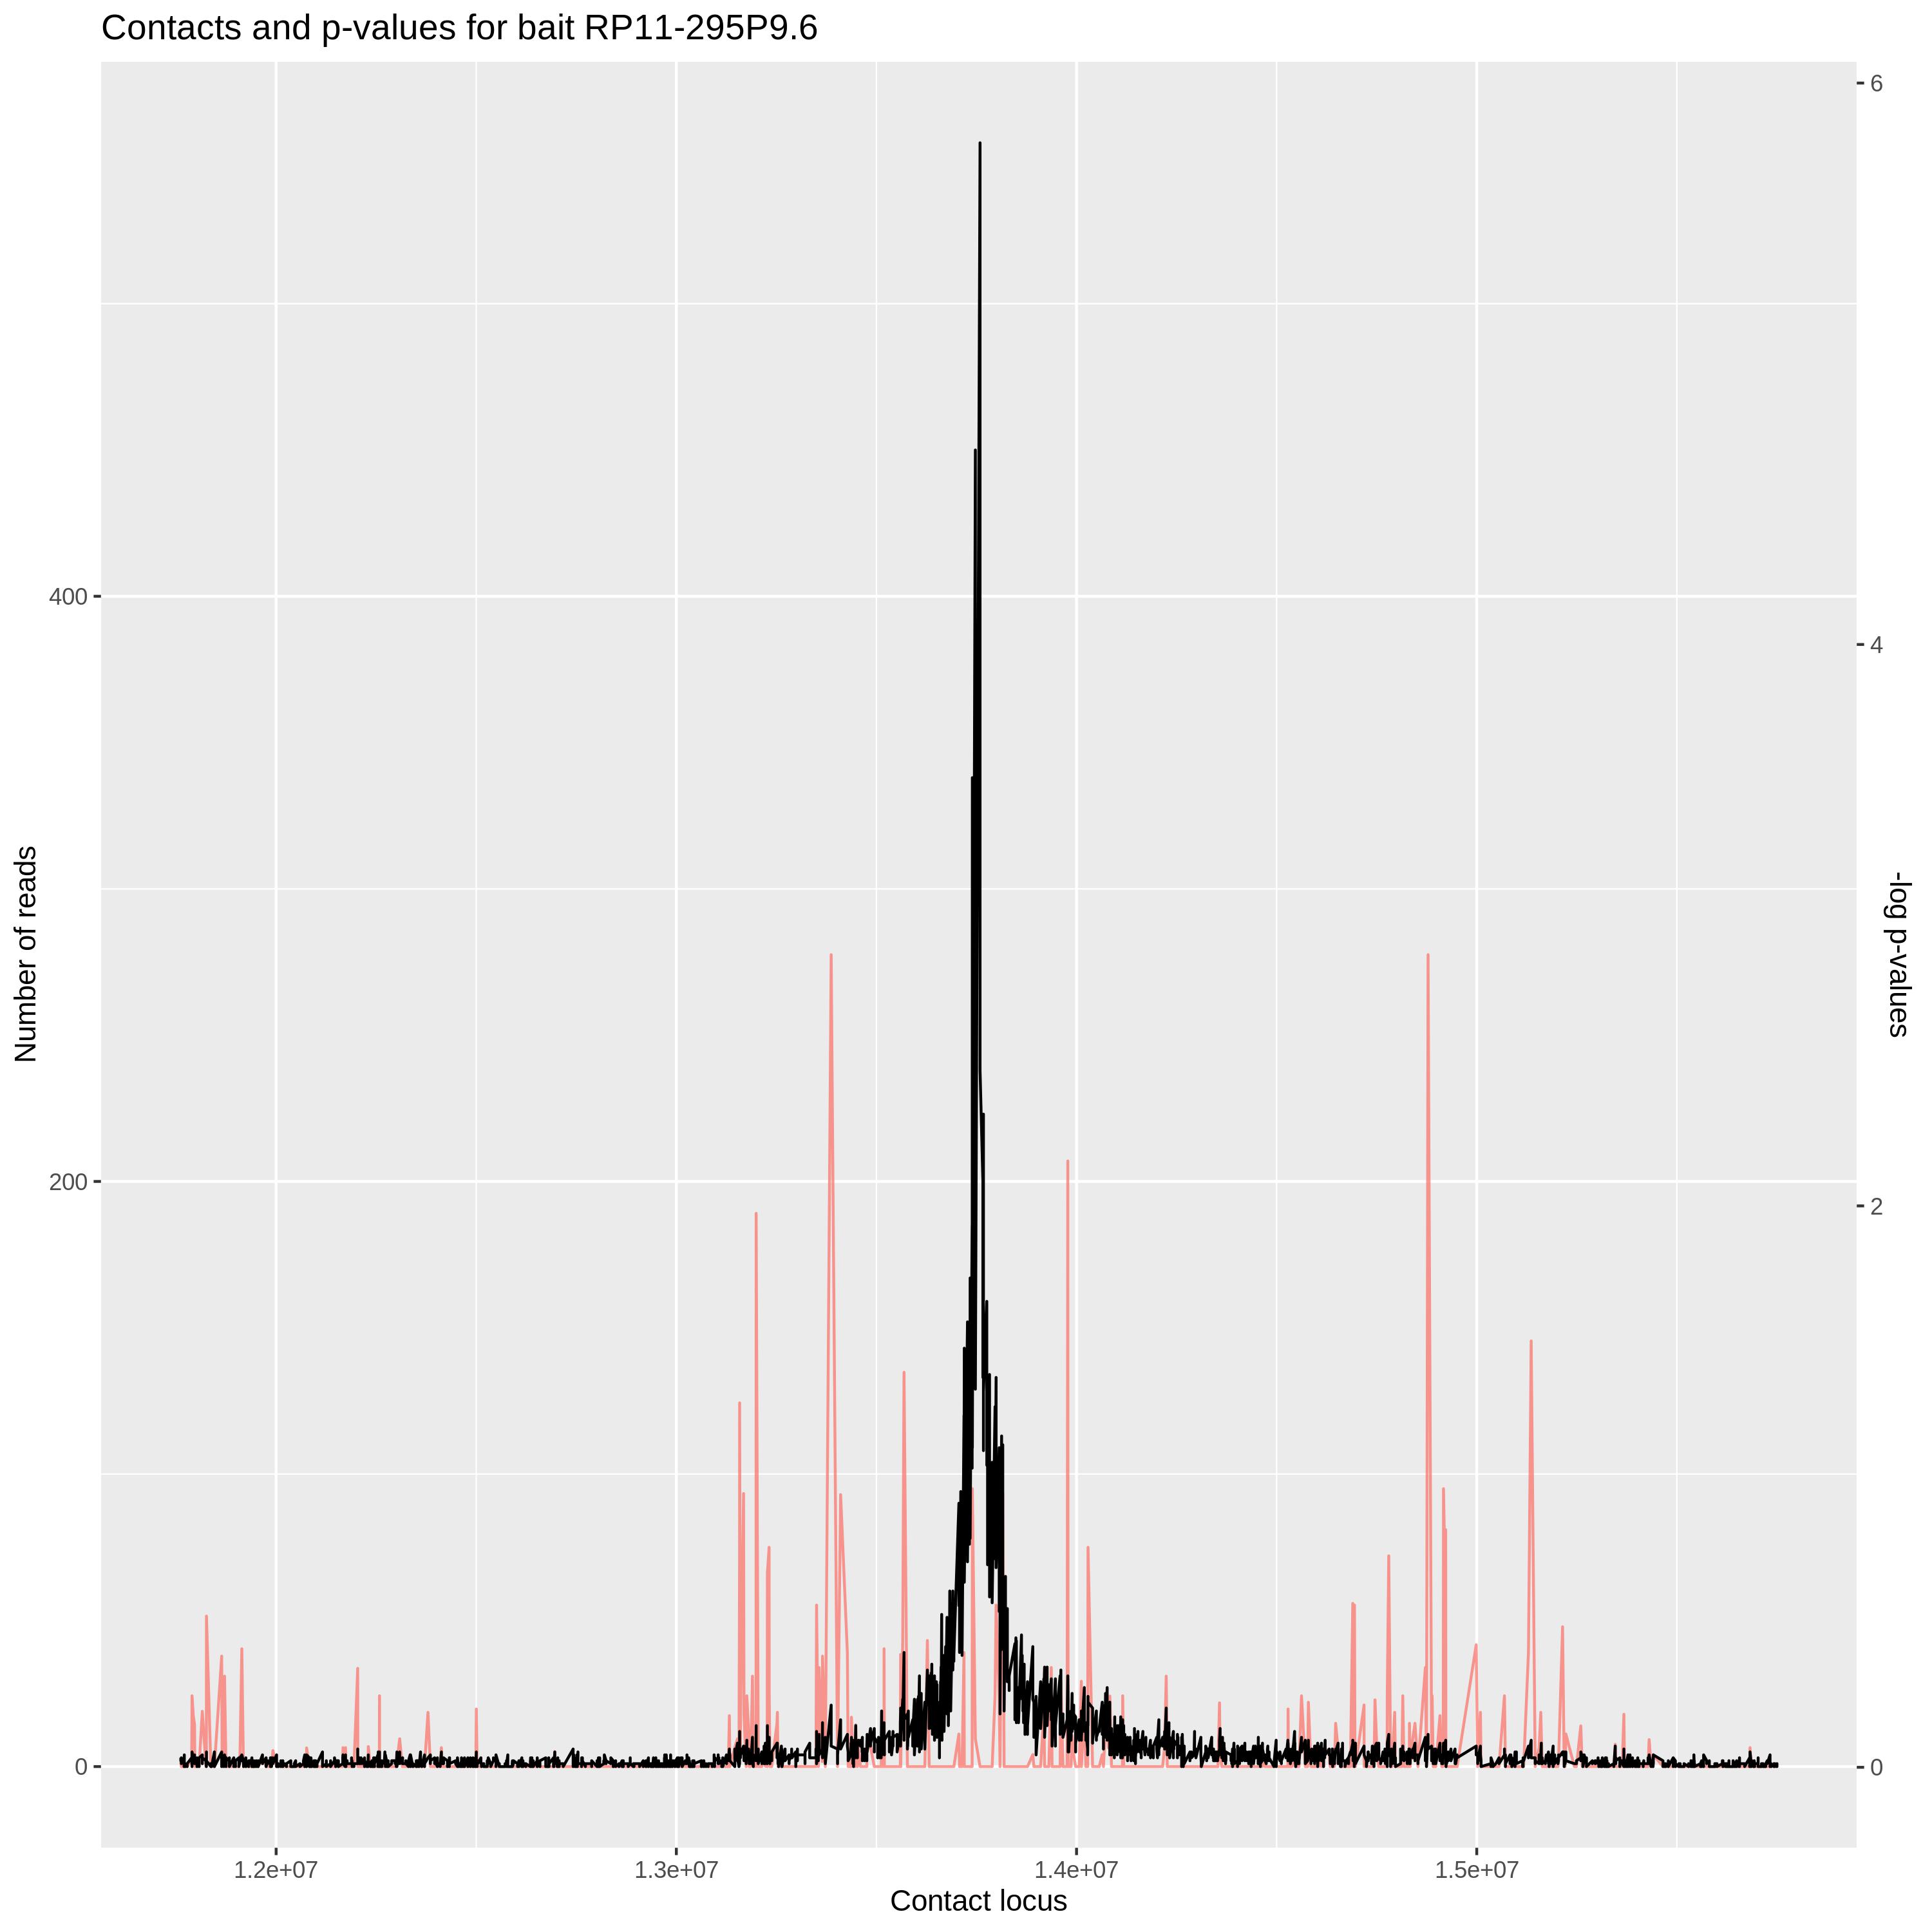 Contacts and p-values for bait RP11-295P9.6
6
400
4
Number of reads
-log p-values
200
2
0
0
1.2e+07
1.3e+07
1.4e+07
1.5e+07
Contact locus